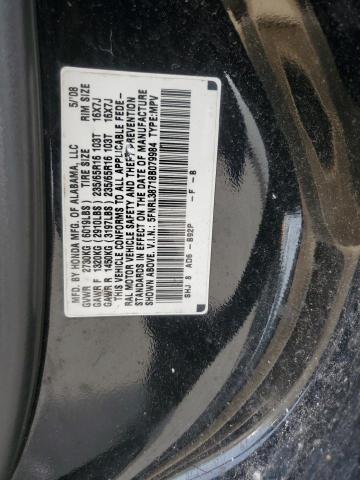 MFD. BY HONDA MFG. OF ALABAMA, LLC 5/08
GVWR 2730KG (6019LBS) TIRE SIZE RIM SIZE
GAWR F 1320KG (2910LBS) 235/65R16 103T 16X7J
GAWR R 1450KG (3197LBS) 235/65R16 103T 16X7J
THIS VEHICLE CONFORMS TO ALL APPLICABLE FEDE-
RAL MOTOR VEHICLE SAFETY AND THEFT PREVENTION
STANDARDS IN EFFECT ON THE DATE OF MANUFACTURE
SHOWN ABOVE. V.I.N.: 5FNRL38718B079984 TYPE:MPV
SHJ 8 AD6 -B92P -F -B